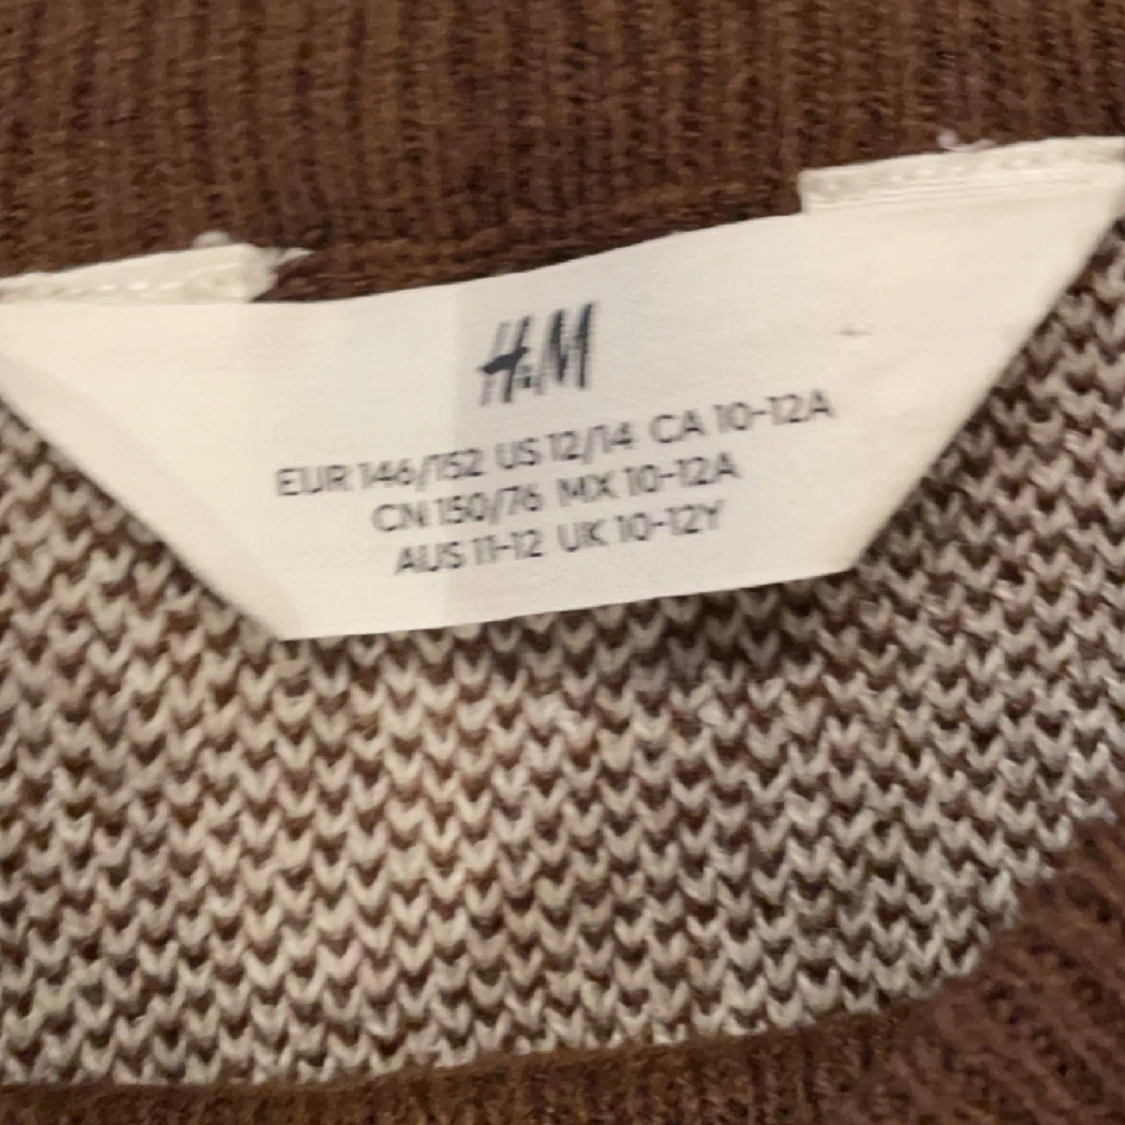 H&M
EUR 146/152 US 12/14 CA 10-12A
CN 150/76 MX 10-12A
AUS 11-12 UK 10-12Y